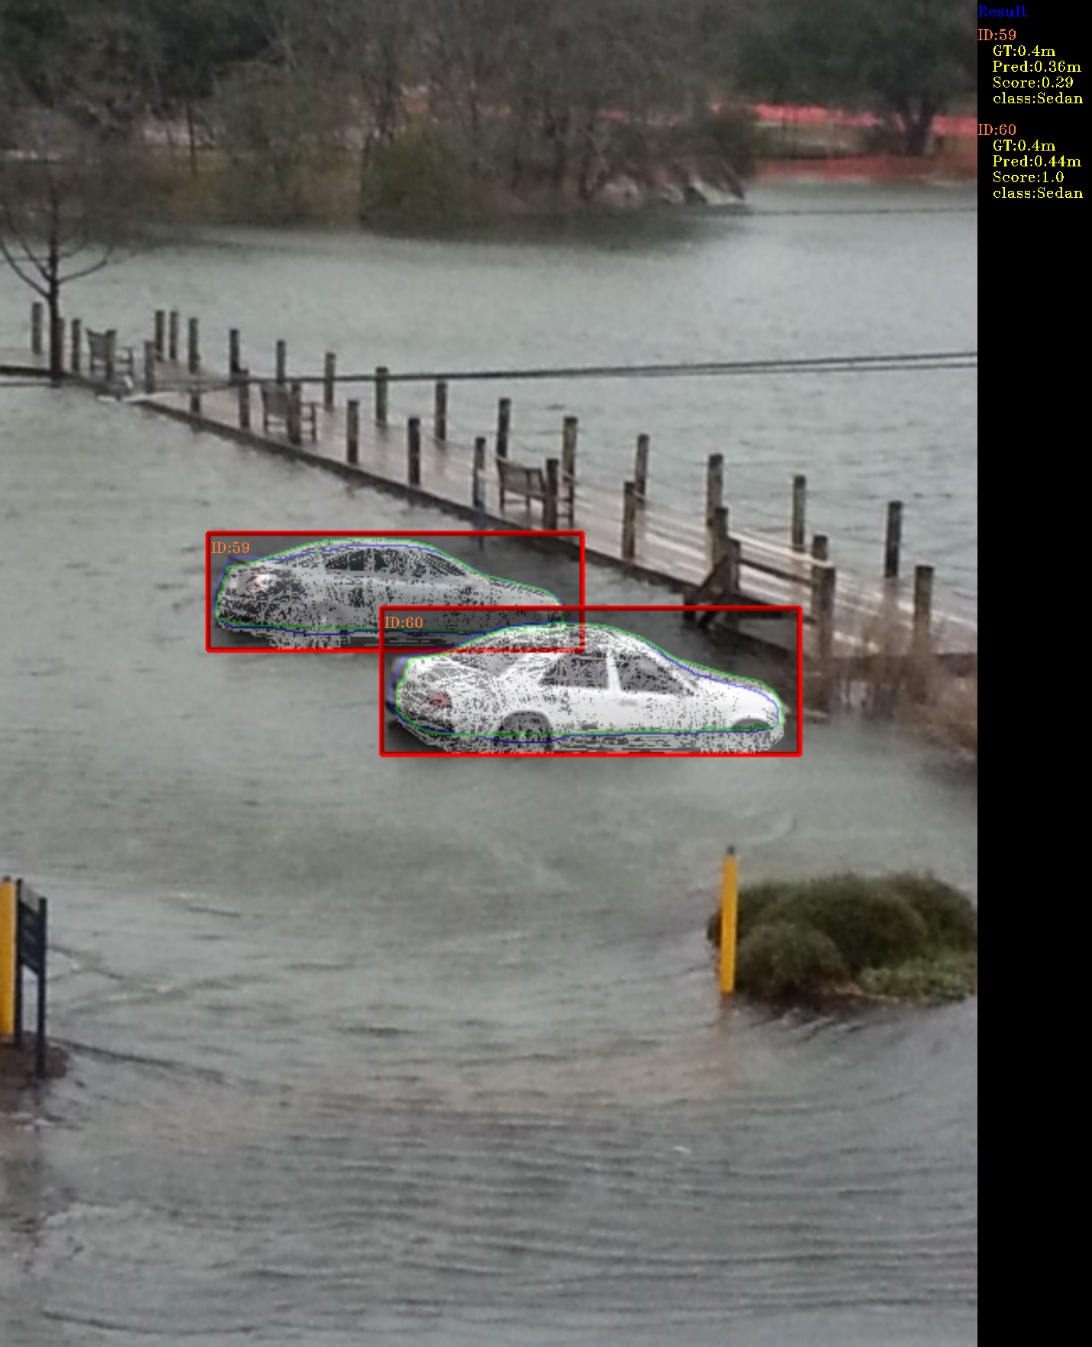 Result
ID:59
GT:0.4m
Pred:0.36m
Score:0.29
class:Sedan
ID:60
GT:0.4m
Pred:0.44m
Score:1.0
class:Sedan
ID:59
ID:60